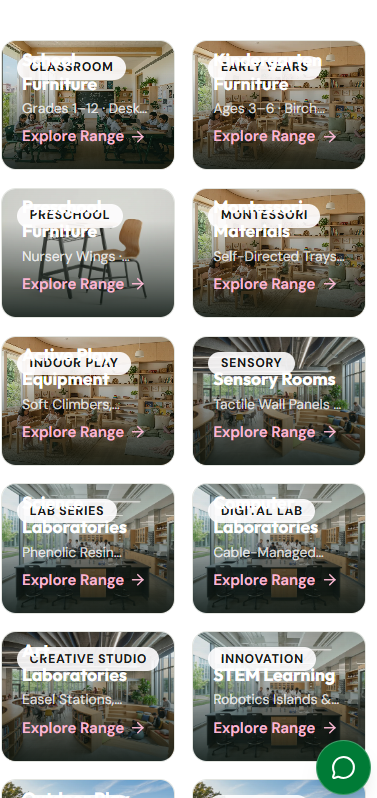 CLASSROOM
Furniture
Grades 1–12 · Desk...
Explore Range →
EARLY YEARS
Furniture
Ages 3–6 · Birch...
Explore Range →
PRESCHOOL
Furniture
Nursery Wings ·...
Explore Range →
MONTESSORI
Materials
Self-Directed Trays...
Explore Range →
INDOOR PLAY
Equipment
Soft Climbers,...
Explore Range →
SENSORY
Sensory Rooms
Tactile Wall Panels ...
Explore Range →
LAB SERIES
Laboratories
Phenolic Resin...
Explore Range →
DIGITAL LAB
Laboratories
Cable-Managed...
Explore Range →
CREATIVE STUDIO
Laboratories
Easel Stations,...
Explore Range →
INNOVATION
STEM Learning
Robotics Islands &...
Explore Range →